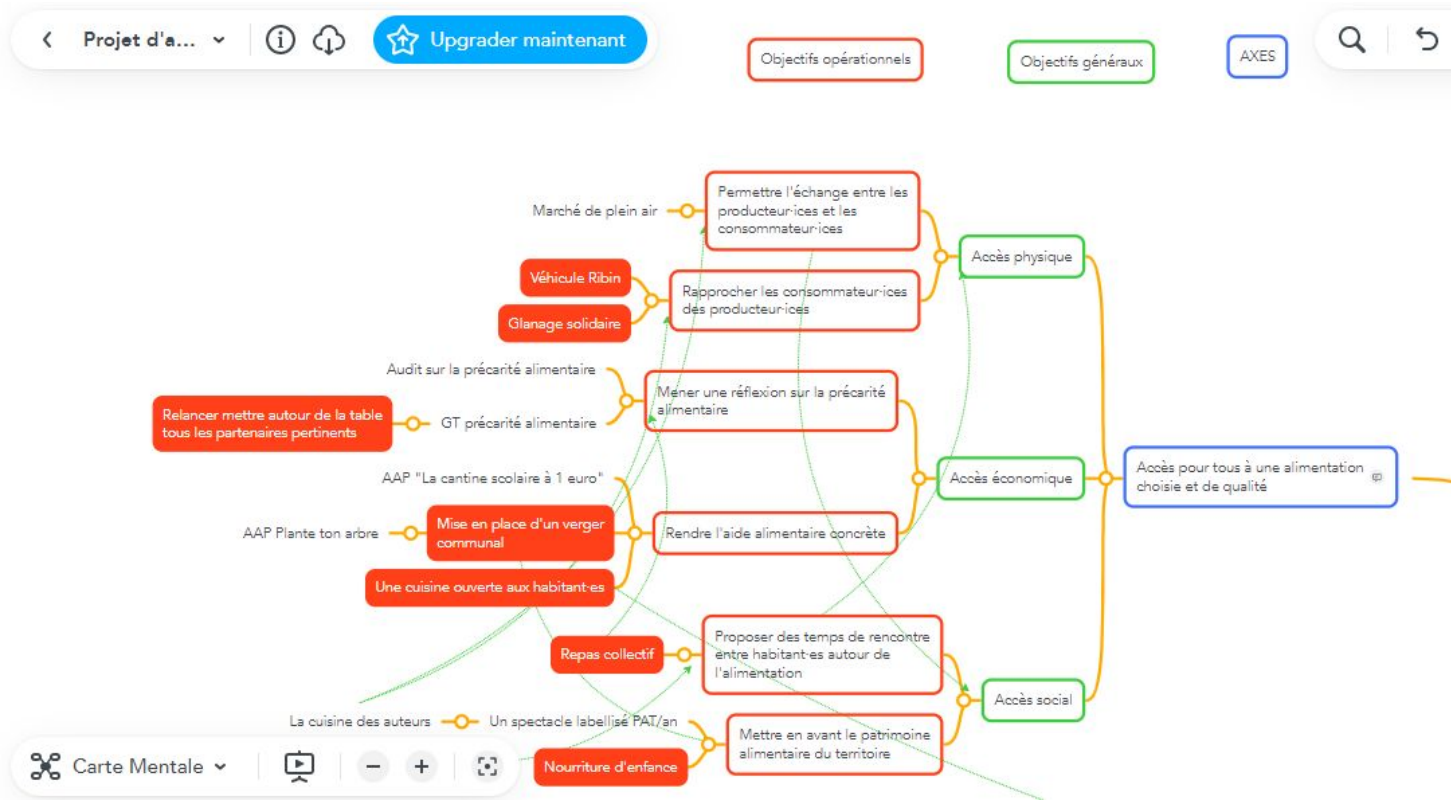 Projet d'a...
Upgrader maintenant
Objectifs opérationnels
Objectifs généraux
AXES
Permettre l'échange entre les
producteur·ices et les
consommateur·ices
Marché de plein air
Accès physique
Véhicule Ribin
Rapprocher les consommateur·ices
des producteur·ices
Glanage solidaire
Audit sur la précarité alimentaire
Mener une réflexion sur la précarité
alimentaire
Relancer mettre autour de la table
tous les partenaires pertinents
GT précarité alimentaire
AAP "La cantine scolaire à 1 euro"
Accès économique
Accès pour tous à une alimentation
choisie et de qualité
AAP Plante ton arbre
Mise en place d'un verger
communal
Rendre l'aide alimentaire concrète
Une cuisine ouverte aux habitant·es
Repas collectif
Proposer des temps de rencontre
entre habitant·es autour de
l'alimentation
Accès social
La cuisine des auteurs
Un spectacle labellisé PAT/an
Mettre en avant le patrimoine
alimentaire du territoire
Nourriture d'enfance
Carte Mentale